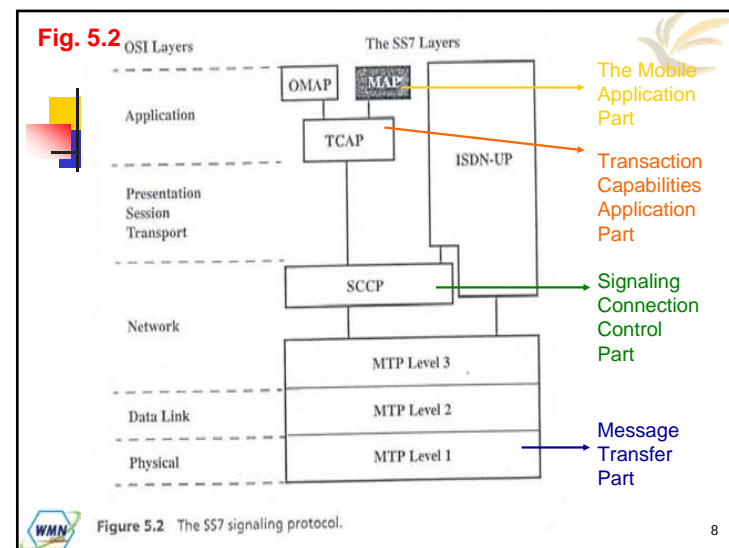 Fig. 5.2
OSI Layers
The SS7 Layers
OMAP
MAP
Application
TCAP
ISDN-UP
Presentation
Session
Transport
SCCP
Network
MTP Level 3
Data Link
MTP Level 2
Physical
MTP Level 1
The Mobile
Application
Part
Transaction
Capabilities
Application
Part
Signaling
Connection
Control
Part
Message
Transfer
Part
WMN
Figure 5.2 The SS7 signaling protocol.
8